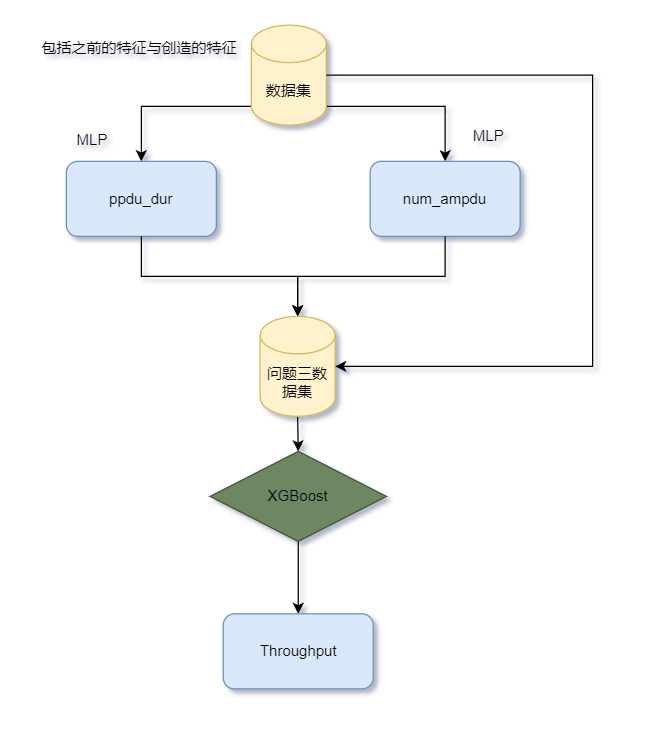 包括之前的特征与创造的特征
数据集
MLP
MLP
ppdu_dur
num_ampdu
问题三数
据集
XGBoost
Throughput